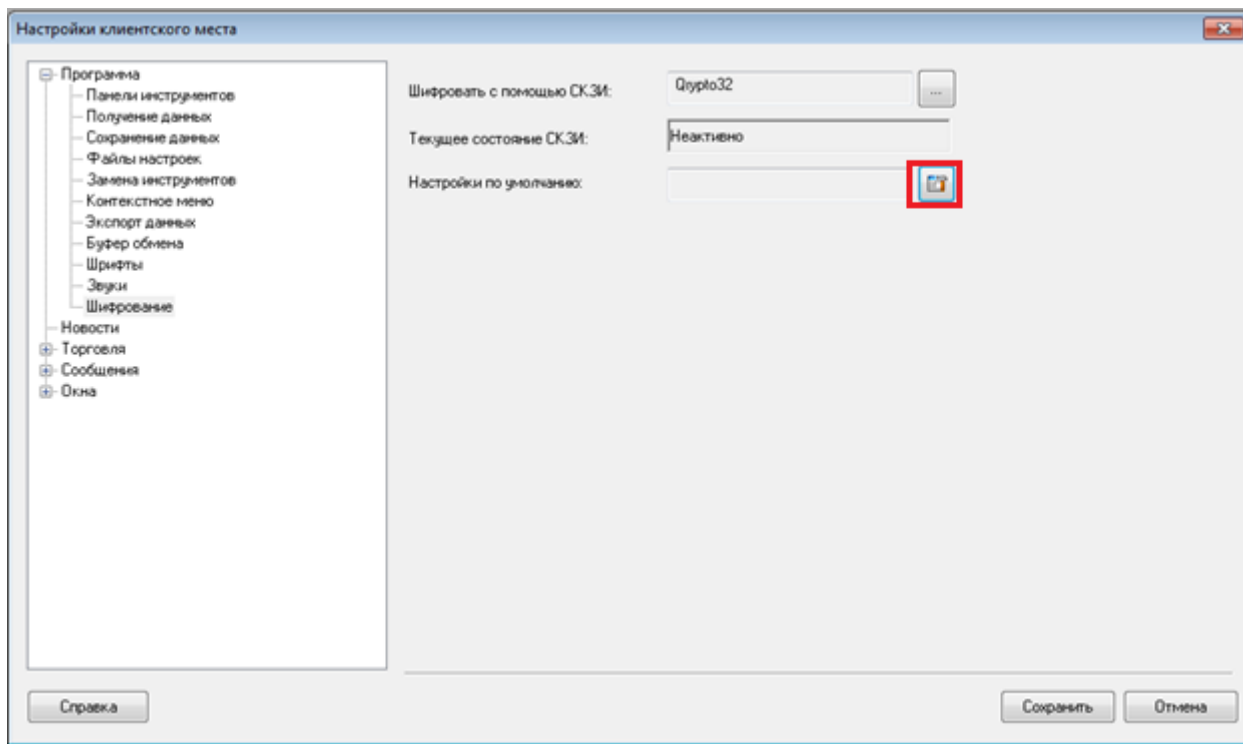 Настройки клиентского места
Программа
Панели инструментов
Получение данных
Сохранение данных
Файлы настроек
Замена инструментов
Контекстное меню
Экспорт данных
Буфер обмена
Шрифты
Звуки
Шифрование
Новости
Торговля
Сообщения
Окна
Шифровать с помощью СКЗИ: Qrypto32 ...
Текущее состояние СКЗИ: Неактивно
Настройки по умолчанию:
Справка Сохранить Отмена